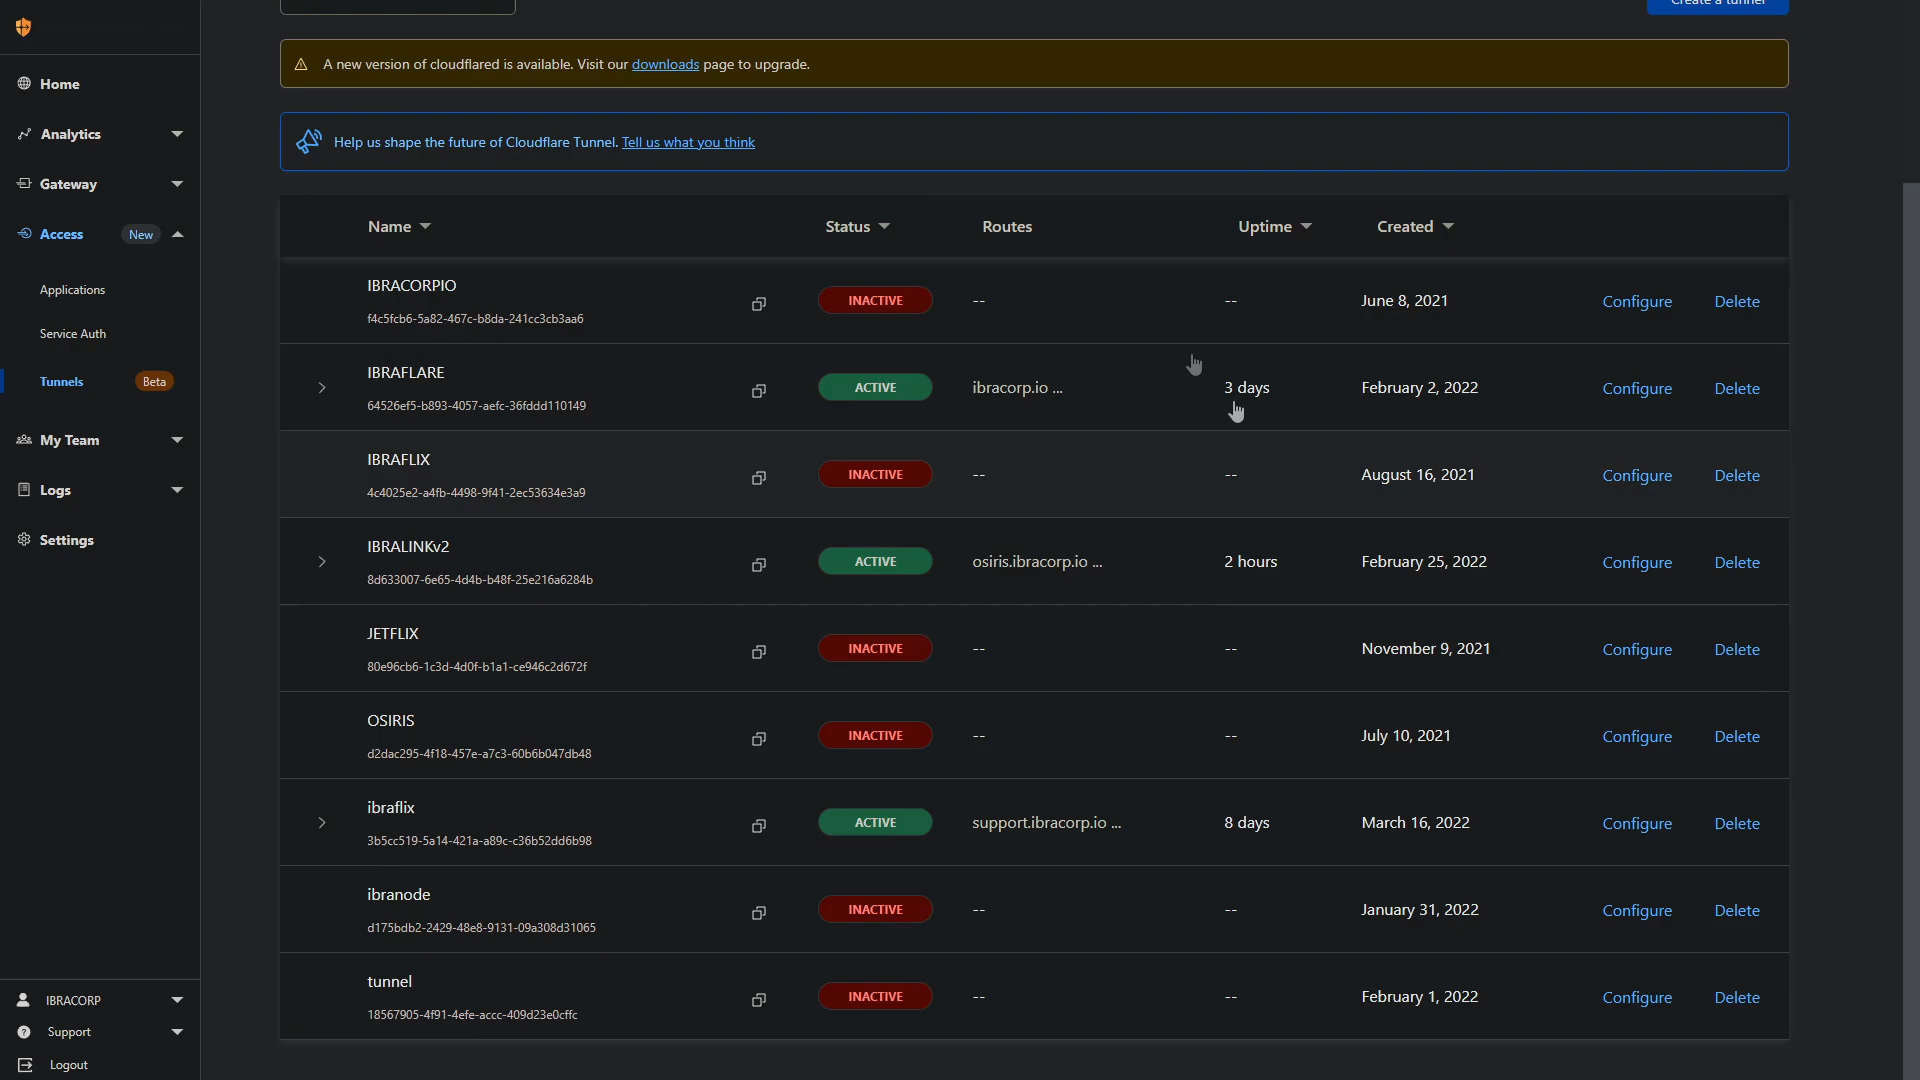 Create a tunnel
A new version of cloudflared is available. Visit our downloads page to upgrade.
Help us shape the future of Cloudflare Tunnel. Tell us what you think
Home
Analytics
Gateway
Access New
Applications
Service Auth
Tunnels Beta
My Team
Logs
Settings
IBRACORP
Support
Logout
Name Status Routes Uptime Created
IBRACORPIO
f4c5fcb6-5a82-467c-b8da-241cc3cb3aa6
INACTIVE -- -- June 8, 2021 Configure Delete
IBRAFLARE
64526ef5-b893-4057-aefc-36fddd110149
ACTIVE ibracorp.io ... 3 days February 2, 2022 Configure Delete
IBRAFLIX
4c4025e2-a4fb-4498-9f41-2ec53634e3a9
INACTIVE -- -- August 16, 2021 Configure Delete
IBRALINKv2
8d633007-6e65-4d4b-b48f-25e216a6284b
ACTIVE osiris.ibracorp.io ... 2 hours February 25, 2022 Configure Delete
JETFLIX
80e96cb6-1c3d-4d0f-b1a1-ce946c2d672f
INACTIVE -- -- November 9, 2021 Configure Delete
OSIRIS
d2dac295-4f18-457e-a7c3-60b6b047db48
INACTIVE -- -- July 10, 2021 Configure Delete
ibraflix
3b5cc519-5a14-421a-a89c-c36b52dd6b98
ACTIVE support.ibracorp.io ... 8 days March 16, 2022 Configure Delete
ibranode
d175bdb2-2429-48e8-9131-09a308d31065
INACTIVE -- -- January 31, 2022 Configure Delete
tunnel
18567905-4f91-4efe-accc-409d23e0cffc
INACTIVE -- -- February 1, 2022 Configure Delete